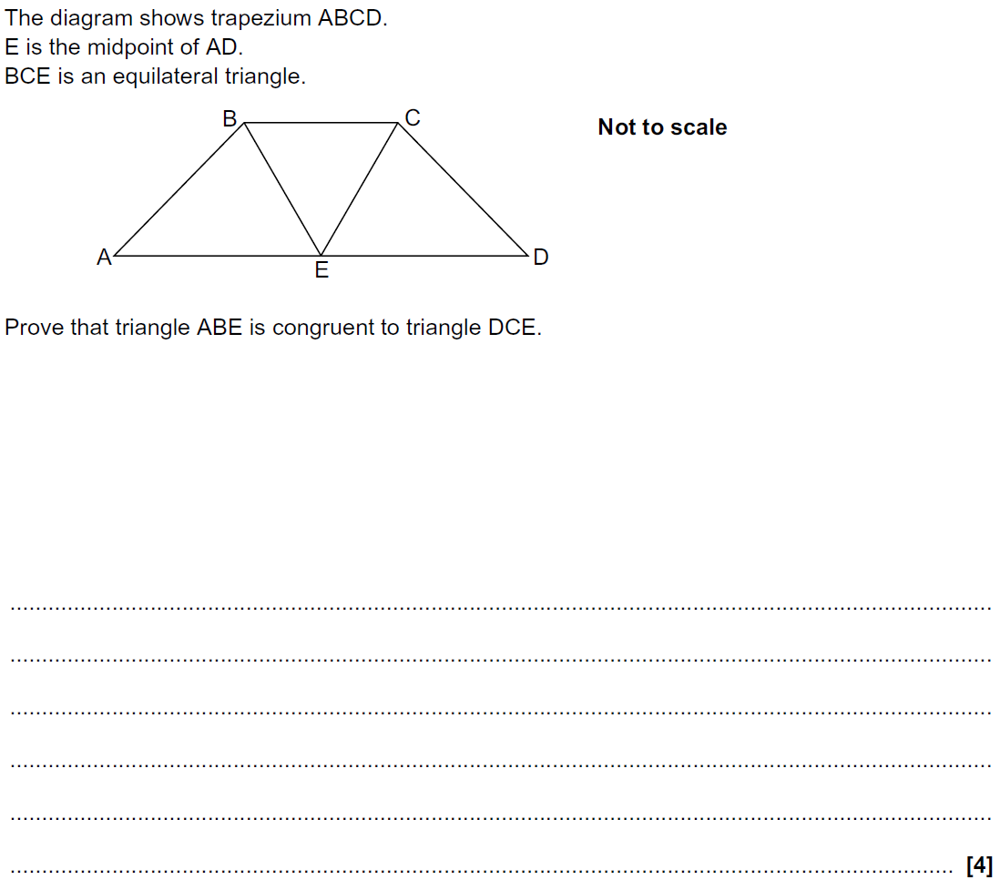 The diagram shows trapezium ABCD.
E is the midpoint of AD.
BCE is an equilateral triangle.
B
C
Not to scale
A
E
D
Prove that triangle ABE is congruent to triangle DCE.
[4]